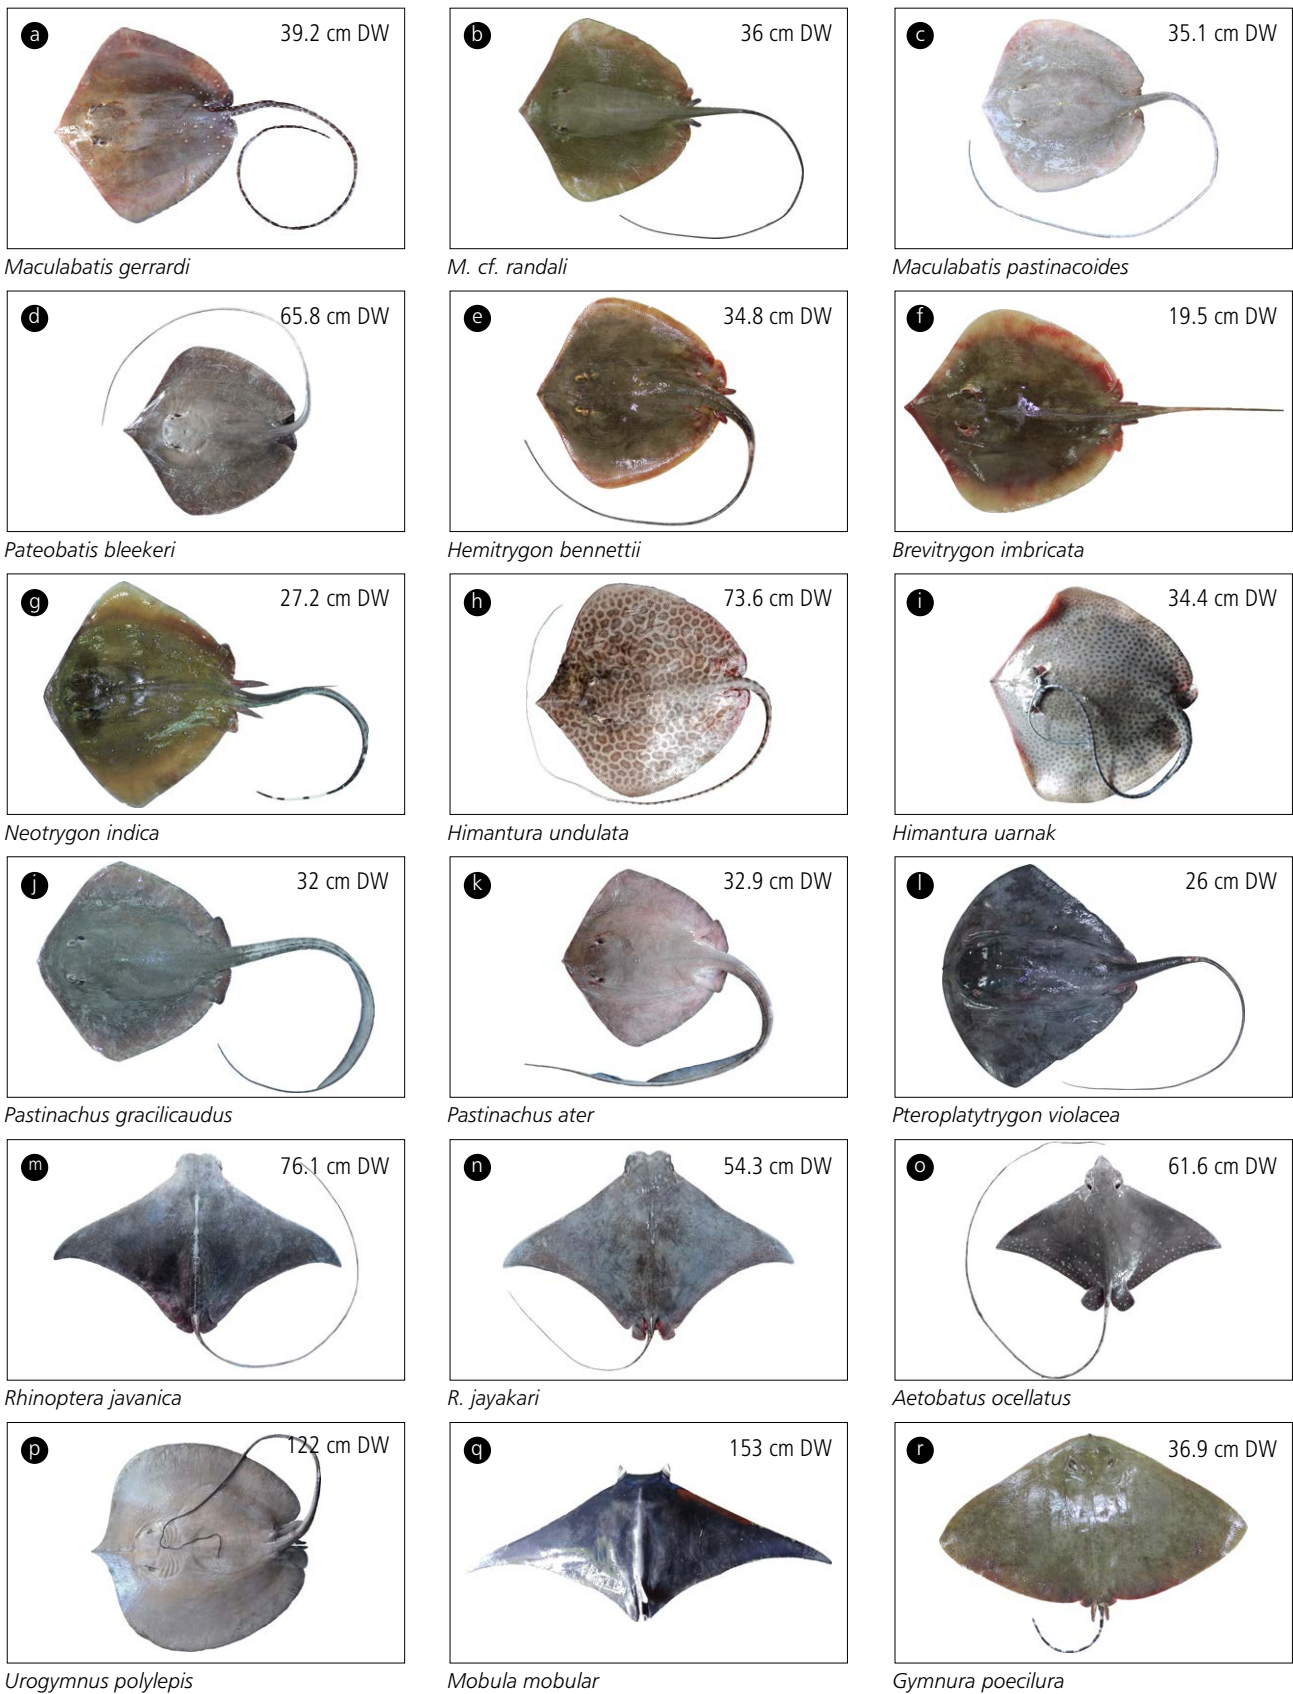 a 39.2 cm DW
Maculabatis gerrardi
b 36 cm DW
M. cf. randali
c 35.1 cm DW
Maculabatis pastinacoides
d 65.8 cm DW
Pateobatis bleekeri
e 34.8 cm DW
Hemitrygon bennettii
f 19.5 cm DW
Brevitrygon imbricata
g 27.2 cm DW
Neotrygon indica
h 73.6 cm DW
Himantura undulata
i 34.4 cm DW
Himantura uarnak
j 32 cm DW
Pastinachus gracilicaudus
k 32.9 cm DW
Pastinachus ater
l 26 cm DW
Pteroplatytrygon violacea
m 76.1 cm DW
Rhinoptera javanica
n 54.3 cm DW
R. jayakari
o 61.6 cm DW
Aetobatus ocellatus
p 122 cm DW
Urogymnus polylepis
q 153 cm DW
Mobula mobular
r 36.9 cm DW
Gymnura poecilura